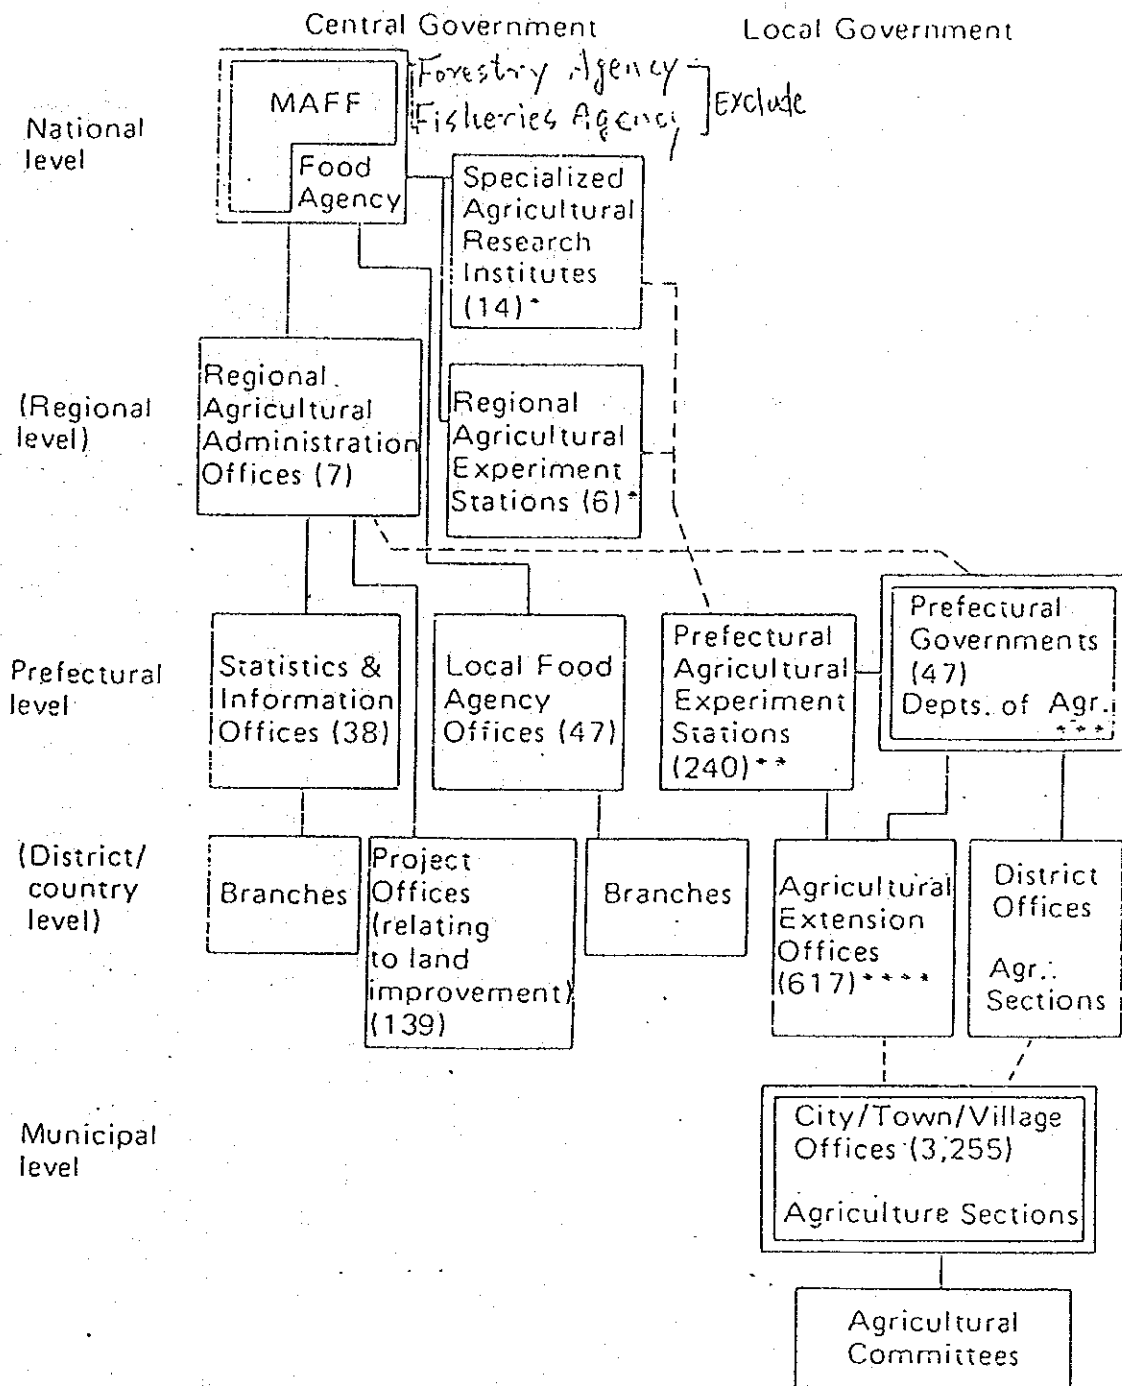 Central Government
Local Government
Forestry Agency
Fisheries Agency
Exclude
National
level
MAFF
Food
Agency
Specialized
Agricultural
Research
Institutes
(14)*
(Regional
level)
Regional
Agricultural
Administration
Offices (7)
Regional
Agricultural
Experiment
Stations (6)*
Prefectural
level
Statistics &
Information
Offices (38)
Local Food
Agency
Offices (47)
Prefectural
Agricultural
Experiment
Stations
(240)**
Prefectural
Governments
(47)
Depts. of Agr.
***
(District/
country
level)
Branches
Project
Offices
(relating
to land
improvement)
(139)
Branches
Agricultural
Extension
Offices
(617)****
District
Offices
Agr.
Sections
Municipal
level
City/Town/Village
Offices (3,255)
Agriculture Sections
Agricultural
Committees